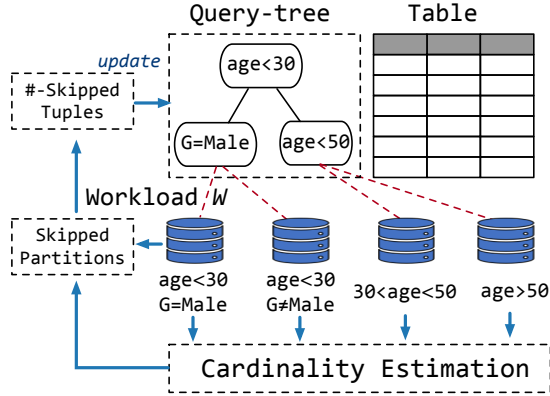 Query-tree
Table
update
age<30
#-Skipped
Tuples
G=Male
age<50
Workload W
Skipped
Partitions
age<30
G=Male
age<30
G≠Male
30<age<50
age>50
Cardinality Estimation